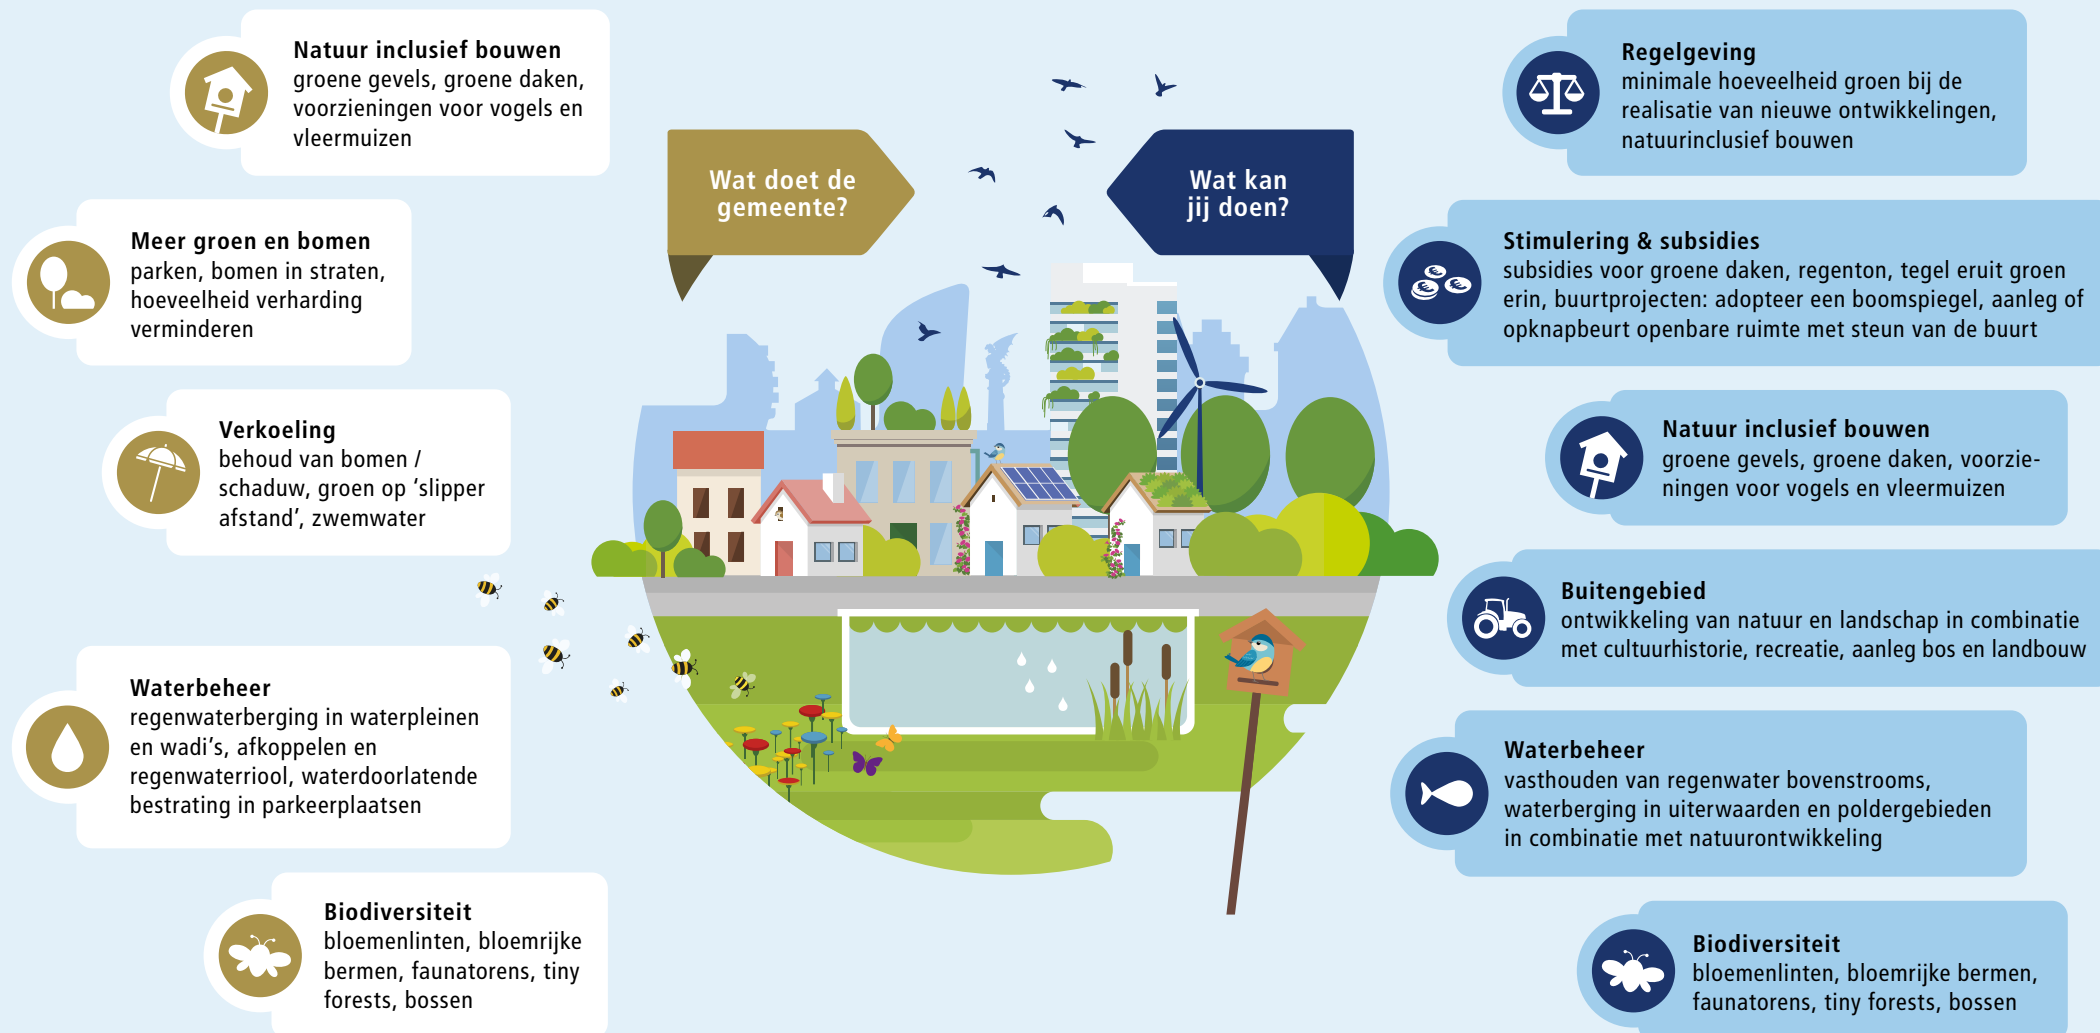 Wat doet de
gemeente?
Natuur inclusief bouwen
groene gevels, groene daken,
voorzieningen voor vogels en
vleermuizen
Meer groen en bomen
parken, bomen in straten,
hoeveelheid verharding
verminderen
Verkoeling
behoud van bomen /
schaduw, groen op ‘slipper
afstand’, zwemwater
Waterbeheer
regenwaterberging in waterpleinen
en wadi’s, afkoppelen en
regenwaterriool, waterdoorlatende
bestrating in parkeerplaatsen
Biodiversiteit
bloemenlinten, bloemrijke
bermen, faunatorens, tiny
forests, bossen
Wat kan
jij doen?
Regelgeving
minimale hoeveelheid groen bij de
realisatie van nieuwe ontwikkelingen,
natuurinclusief bouwen
Stimulering & subsidies
subsidies voor groene daken, regenton, tegel eruit groen
erin, buurtprojecten: adopteer een boomspiegel, aanleg of
opknapbeurt openbare ruimte met steun van de buurt
Natuur inclusief bouwen
groene gevels, groene daken, voorzie-
ningen voor vogels en vleermuizen
Buitengebied
ontwikkeling van natuur en landschap in combinatie
met cultuurhistorie, recreatie, aanleg bos en landbouw
Waterbeheer
vasthouden van regenwater bovenstrooms,
waterberging in uiterwaarden en poldergebieden
in combinatie met natuurontwikkeling
Biodiversiteit
bloemenlinten, bloemrijke bermen,
faunatorens, tiny forests, bossen